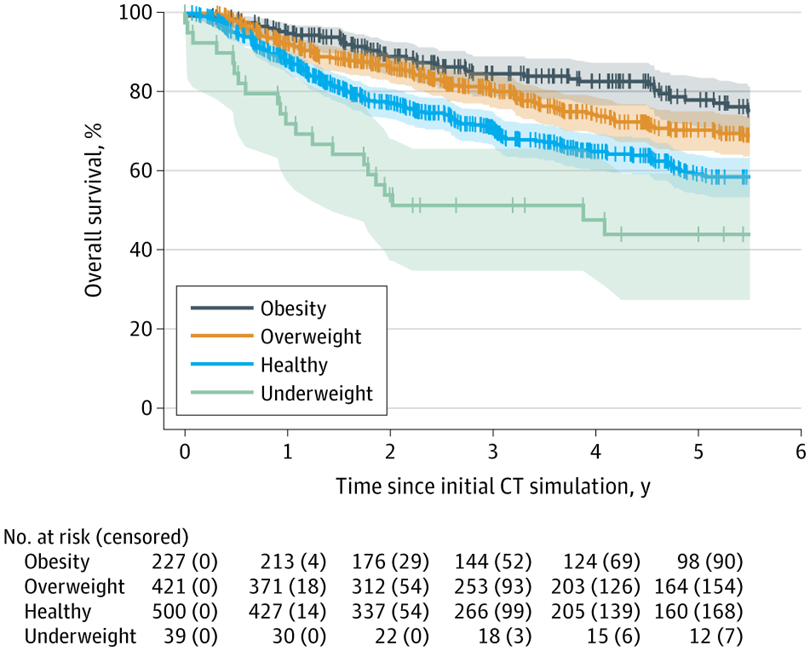 100
80
60
40
20
0
Overall survival, %
Obesity
Overweight
Healthy
Underweight
0 1 2 3 4 5 6
Time since initial CT simulation, y
No. at risk (censored)
Obesity 227 (0) 213 (4) 176 (29) 144 (52) 124 (69) 98 (90)
Overweight 421 (0) 371 (18) 312 (54) 253 (93) 203 (126) 164 (154)
Healthy 500 (0) 427 (14) 337 (54) 266 (99) 205 (139) 160 (168)
Underweight 39 (0) 30 (0) 22 (0) 18 (3) 15 (6) 12 (7)